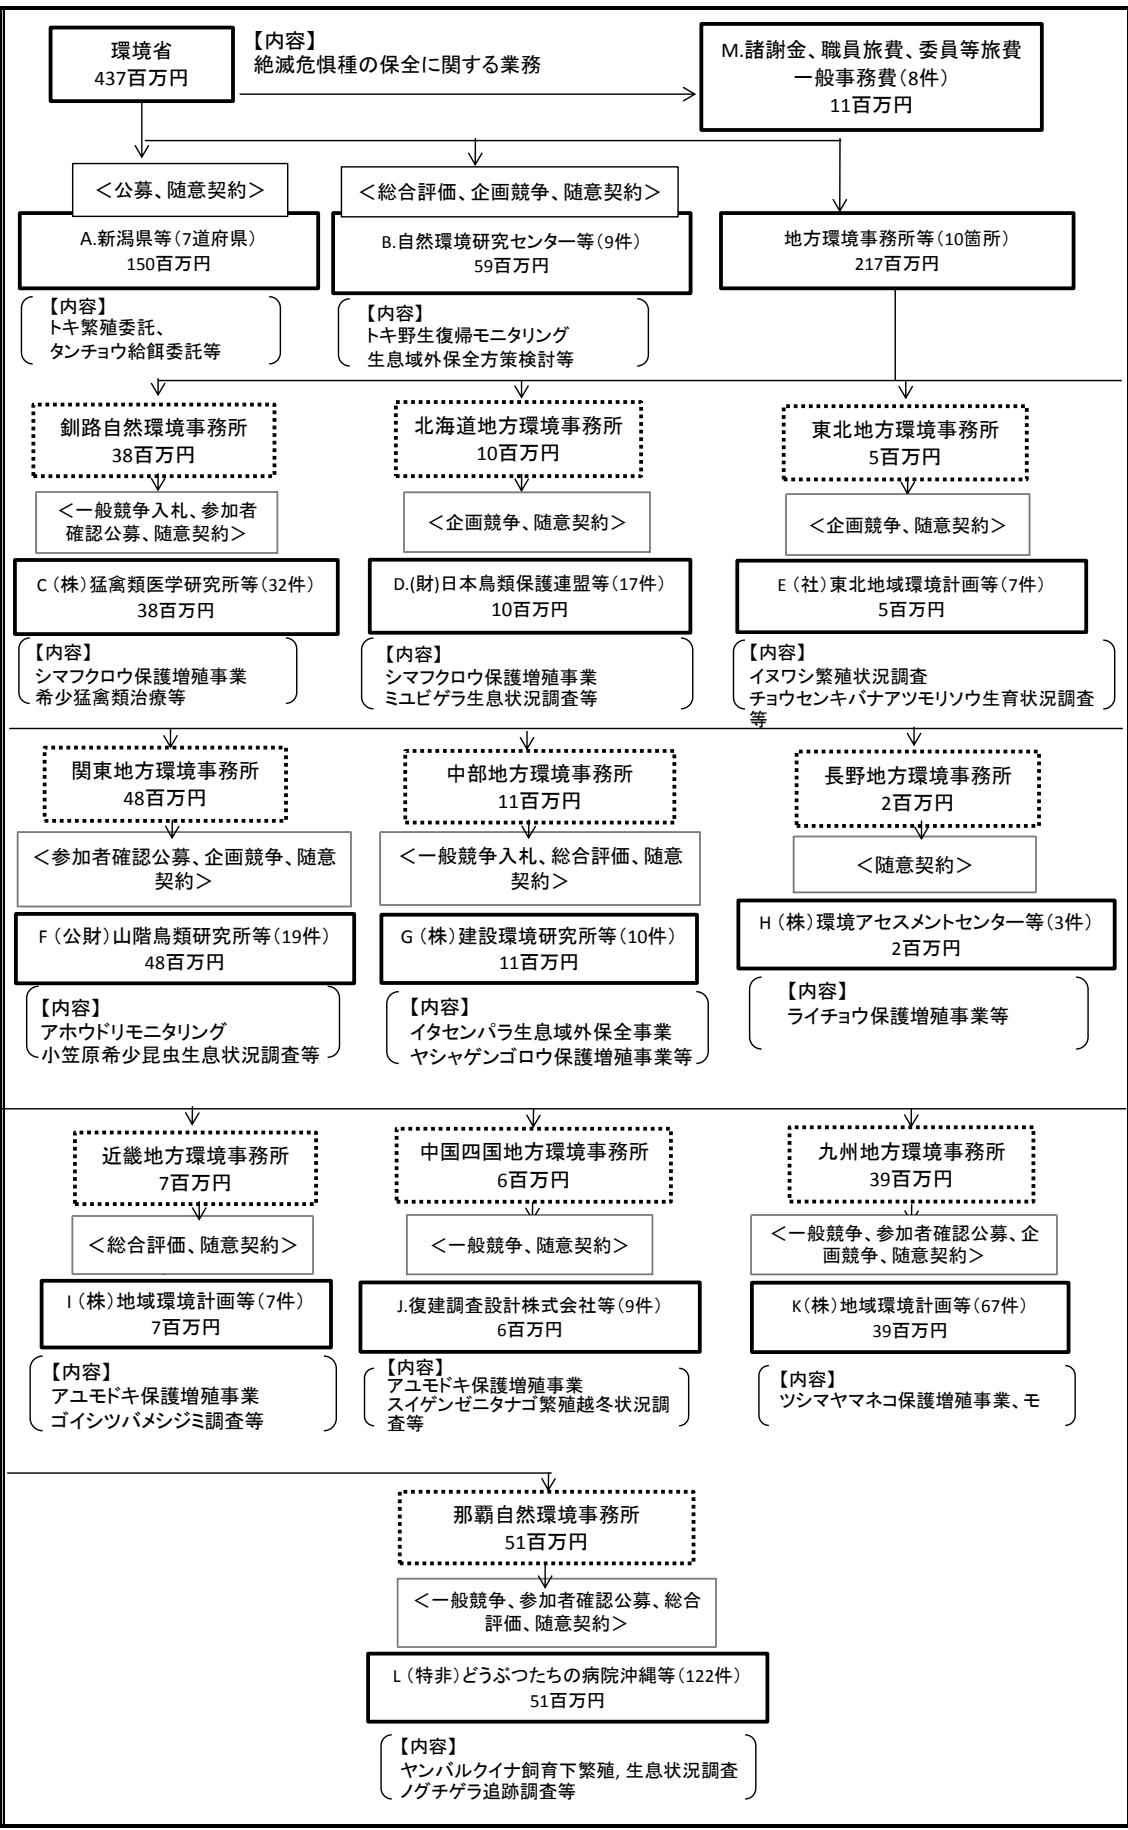 環境省
437百万円
【内容】
絶滅危惧種の保全に関する業務
M.諸謝金、職員旅費、委員等旅費
一般事務費(8件)
11百万円
<公募、随意契約>
A.新潟県等(7道府県)
150百万円
【内容】
トキ繁殖委託、
タンチョウ給餌委託等
<総合評価、企画競争、随意契約>
B.自然環境研究センター等(9件)
59百万円
【内容】
トキ野生復帰モニタリング
生息域外保全方策検討等
地方環境事務所等(10箇所)
217百万円
釧路自然環境事務所
38百万円
<一般競争入札、参加者
確認公募、随意契約>
C(株)猛禽類医学研究所等(32件)
38百万円
【内容】
シマフクロウ保護増殖事業
希少猛禽類治療等
北海道地方環境事務所
10百万円
<企画競争、随意契約>
D.(財)日本鳥類保護連盟等(17件)
10百万円
【内容】
シマフクロウ保護増殖事業
ミユビゲラ生息状況調査等
東北地方環境事務所
5百万円
<企画競争、随意契約>
E(社)東北地域環境計画等(7件)
5百万円
【内容】
イヌワシ繁殖状況調査
チョウセンキバナアツモリソウ生育状況調査
等
関東地方環境事務所
48百万円
<参加者確認公募、企画競争、随意
契約>
F(公財)山階鳥類研究所等(19件)
48百万円
【内容】
アホウドリモニタリング
小笠原希少昆虫生息状況調査等
中部地方環境事務所
11百万円
<一般競争入札、総合評価、随意
契約>
G(株)建設環境研究所等(10件)
11百万円
【内容】
イタセンパラ生息域外保全事業
ヤシャゲンゴロウ保護増殖事業等
長野地方環境事務所
2百万円
<随意契約>
H(株)環境アセスメントセンター等(3件)
2百万円
【内容】
ライチョウ保護増殖事業等
近畿地方環境事務所
7百万円
<総合評価、随意契約>
I(株)地域環境計画等(7件)
7百万円
【内容】
アユモドキ保護増殖事業
ゴイシツバメシジミ調査等
中国四国地方環境事務所
6百万円
<一般競争、随意契約>
J.復建調査設計株式会社等(9件)
6百万円
【内容】
アユモドキ保護増殖事業
スイゲンゼニタナゴ繁殖越冬状況調
査等
九州地方環境事務所
39百万円
<一般競争、参加者確認公募、企
画競争、随意契約>
K(株)地域環境計画等(67件)
39百万円
【内容】
ツシマヤマネコ保護増殖事業、モ
那覇自然環境事務所
51百万円
<一般競争、参加者確認公募、総合
評価、随意契約>
L(特非)どうぶつたちの病院沖縄等(122件)
51百万円
【内容】
ヤンバルクイナ飼育下繁殖,生息状況調査
ノグチゲラ追跡調査等